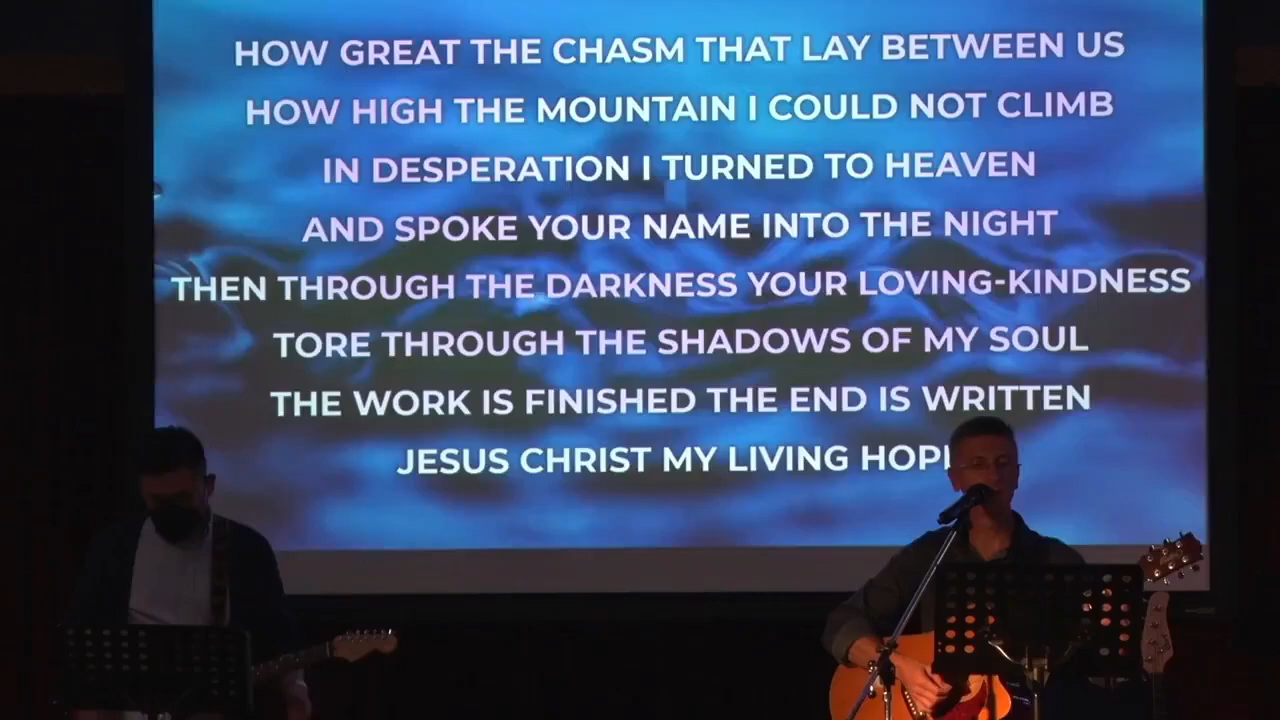 HOW GREAT THE CHASM THAT LAY BETWEEN US
HOW HIGH THE MOUNTAIN I COULD NOT CLIMB
IN DESPERATION I TURNED TO HEAVEN
AND SPOKE YOUR NAME INTO THE NIGHT
THEN THROUGH THE DARKNESS YOUR LOVING-KINDNESS
TORE THROUGH THE SHADOWS OF MY SOUL
THE WORK IS FINISHED THE END IS WRITTEN
JESUS CHRIST MY LIVING HOPE